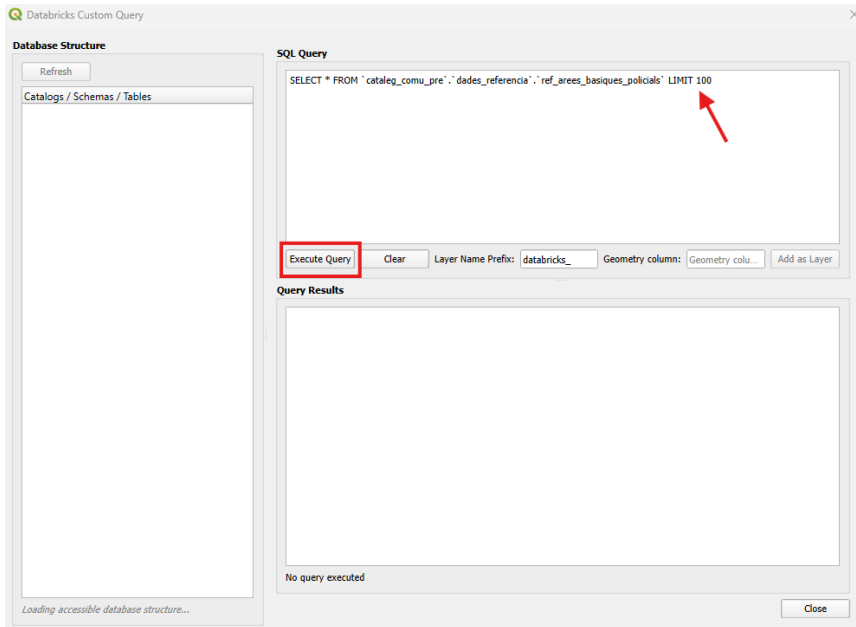 Databricks Custom Query
Database Structure
Refresh
Catalogs / Schemas / Tables
Loading accessible database structure...
SQL Query
SELECT * FROM `cataleg_comu_pre`.`dades_referencia`.`ref_arees_basiques_policials` LIMIT 100
Execute Query Clear Layer Name Prefix: databricks_ Geometry column: Geometry colu... Add as Layer
Query Results
No query executed
Close